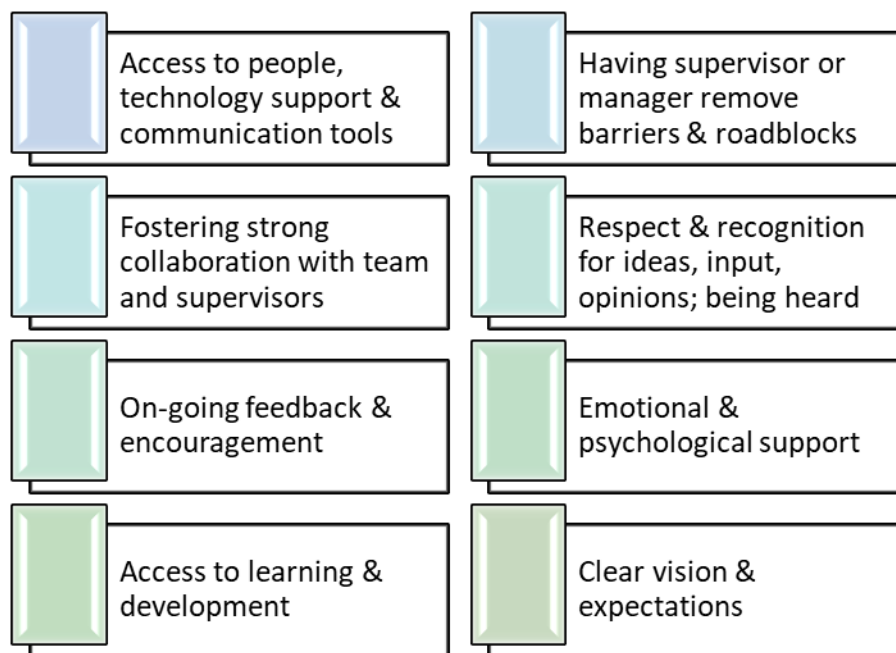 Access to people,
technology support &
communication tools
Having supervisor or
manager remove
barriers & roadblocks
Fostering strong
collaboration with team
and supervisors
Respect & recognition
for ideas, input,
opinions; being heard
On-going feedback &
encouragement
Emotional &
psychological support
Access to learning &
development
Clear vision &
expectations